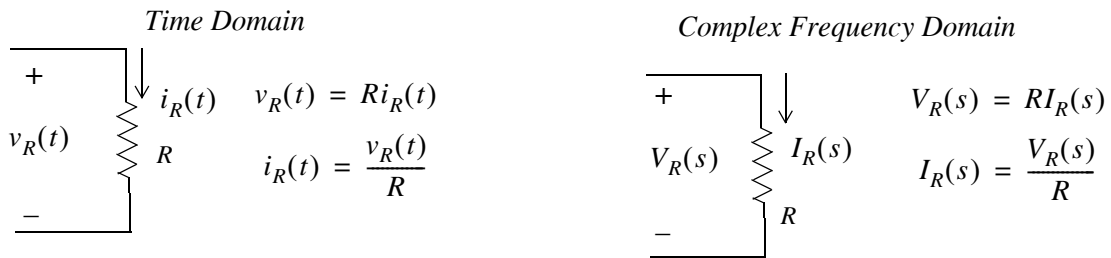 Time Domain
+
v_R(t)
−
i_R(t)
R
v_R(t) = Ri_R(t)
i_R(t) = v_R(t)/R
Complex Frequency Domain
+
V_R(s)
−
I_R(s)
R
V_R(s) = RI_R(s)
I_R(s) = V_R(s)/R